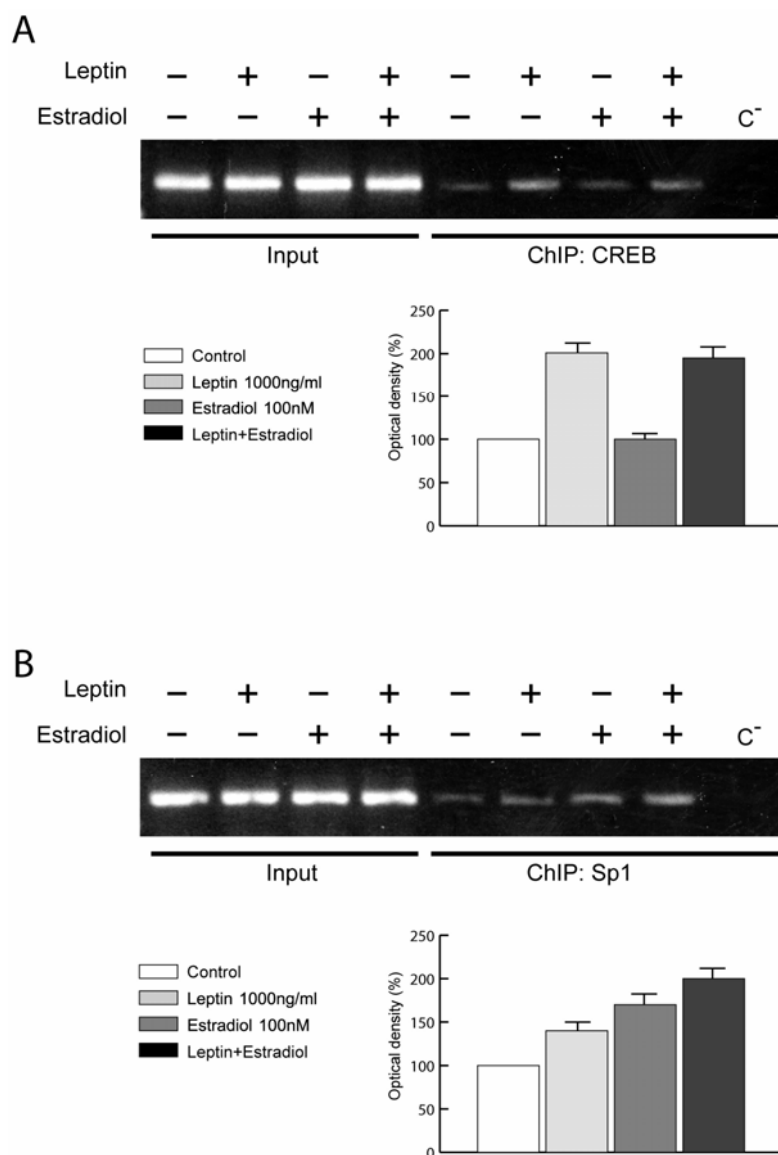 A
Leptin − + − + − + − +
Estradiol − − + + − − + + C⁻
Input ChIP: CREB
Control
Leptin 1000ng/ml
Estradiol 100nM
Leptin+Estradiol
Optical density (%)
250
200
150
100
50
0
B
Leptin − + − + − + − +
Estradiol − − + + − − + + C⁻
Input ChIP: Sp1
Control
Leptin 1000ng/ml
Estradiol 100nM
Leptin+Estradiol
Optical density (%)
250
200
150
100
50
0